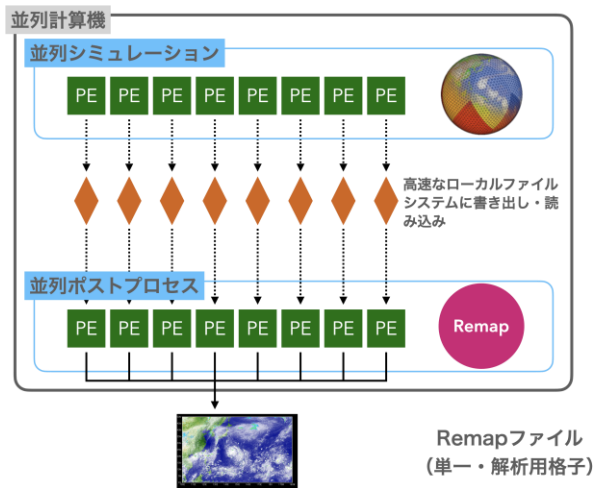 並列計算機
並列シミュレーション
PE PE PE PE PE PE PE PE
高速なローカルファイル
システムに書き出し・読
み込み
並列ポストプロセス
PE PE PE PE PE PE PE PE
Remap
Remapファイル
（単一・解析用格子）